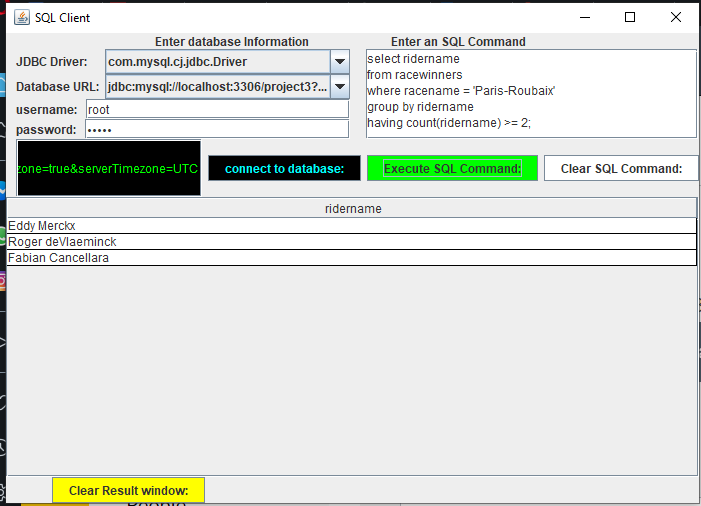 SQL Client
Enter database Information
Enter an SQL Command
JDBC Driver:
com.mysql.cj.jdbc.Driver
Database URL:
jdbc:mysql://localhost:3306/project3?...
username:
root
password:
•••••
select ridername
from racewinners
where racename = 'Paris-Roubaix'
group by ridername
having count(ridername) >= 2;
zone=true&serverTimezone=UTC
connect to database:
Execute SQL Command:
Clear SQL Command:
ridername
Eddy Merckx
Roger deVlaeminck
Fabian Cancellara
Clear Result window: